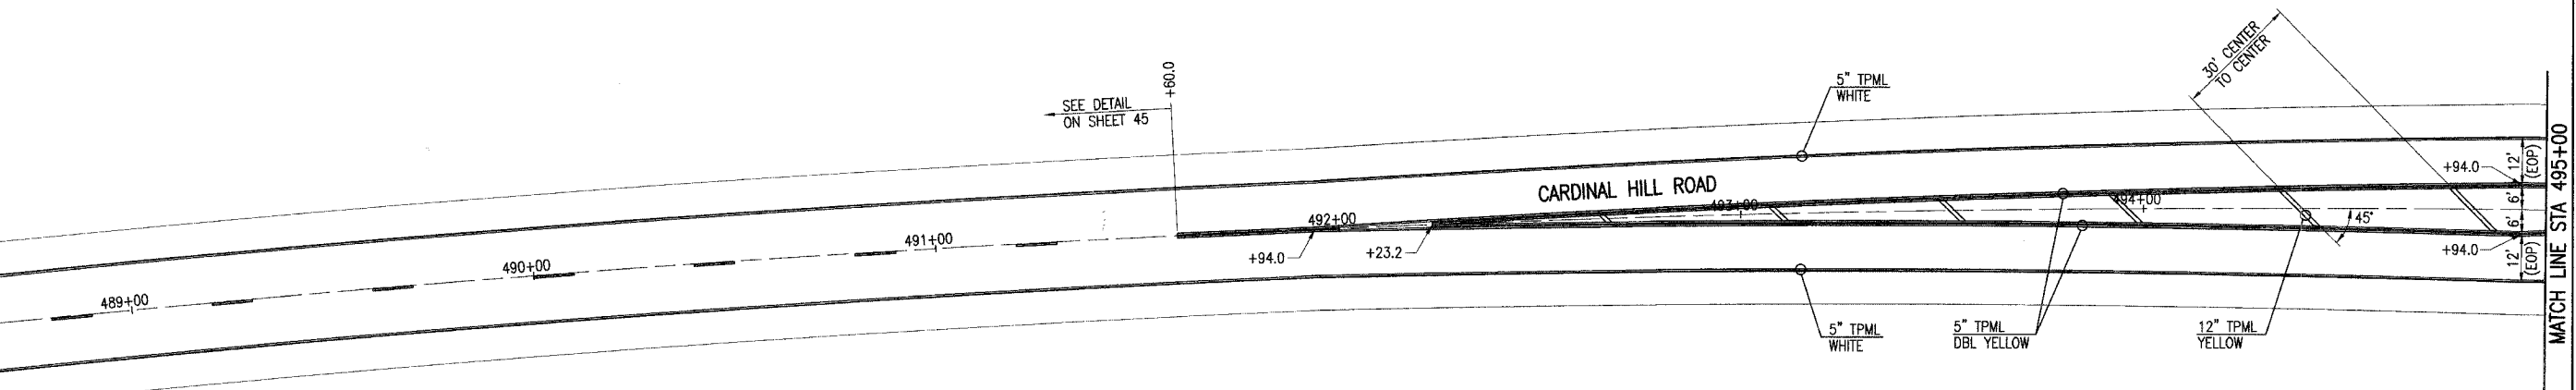 30' CENTER
TO CENTER
+60.0
5" TPML
WHITE
SEE DETAIL
ON SHEET 45
MATCH LINE STA 495+00
12'
(EOP)
+94.0
CARDINAL HILL ROAD
6'
493+00
494+00
492+00
45°
6'
491+00
+94.0
+23.2
+94.0
12'
(EOP)
490+00
489+00
5" TPML
WHITE
5" TPML
DBL YELLOW
12" TPML
YELLOW